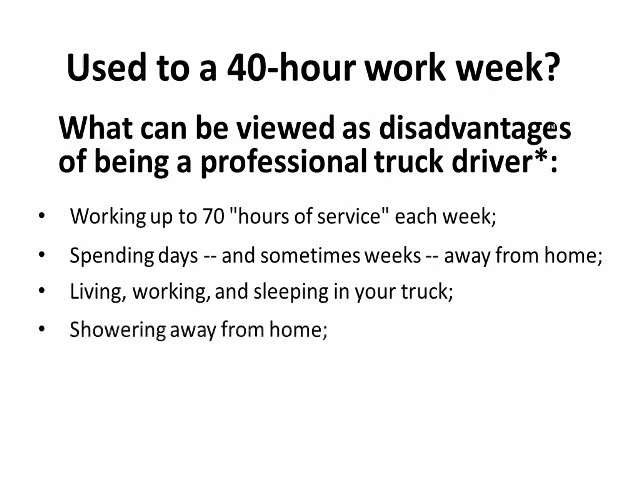 Used to a 40-hour work week?
What can be viewed as disadvantages
of being a professional truck driver*:
• Working up to 70 "hours of service" each week;
• Spending days -- and sometimes weeks -- away from home;
• Living, working, and sleeping in your truck;
• Showering away from home;